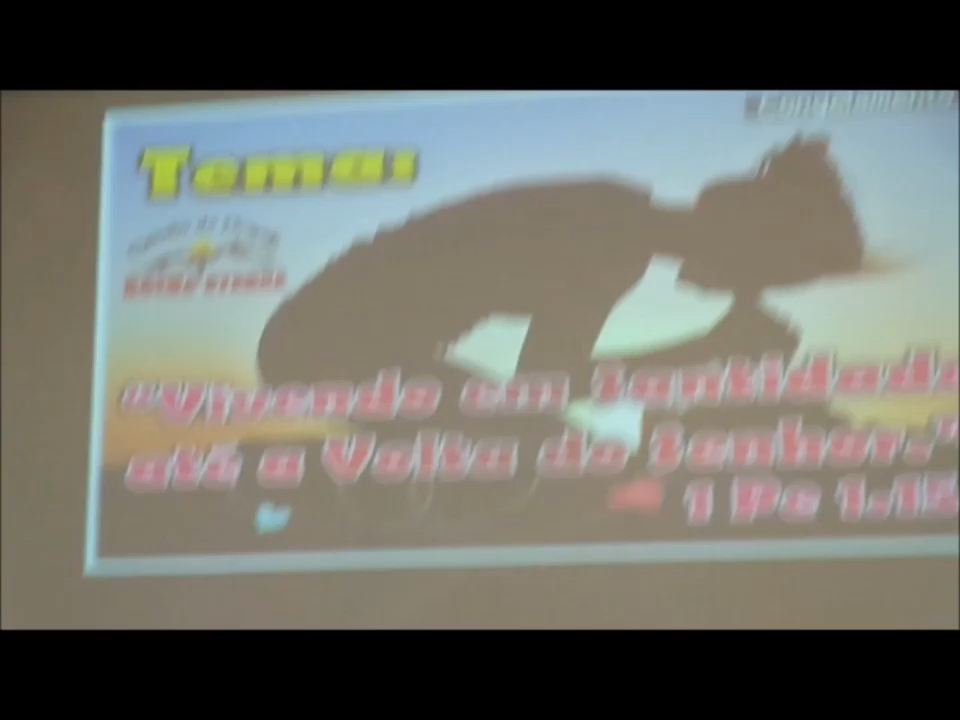 Tema:
"Vivendo em Santidade
até a Volta do Senhor."
1 Pe 1:15